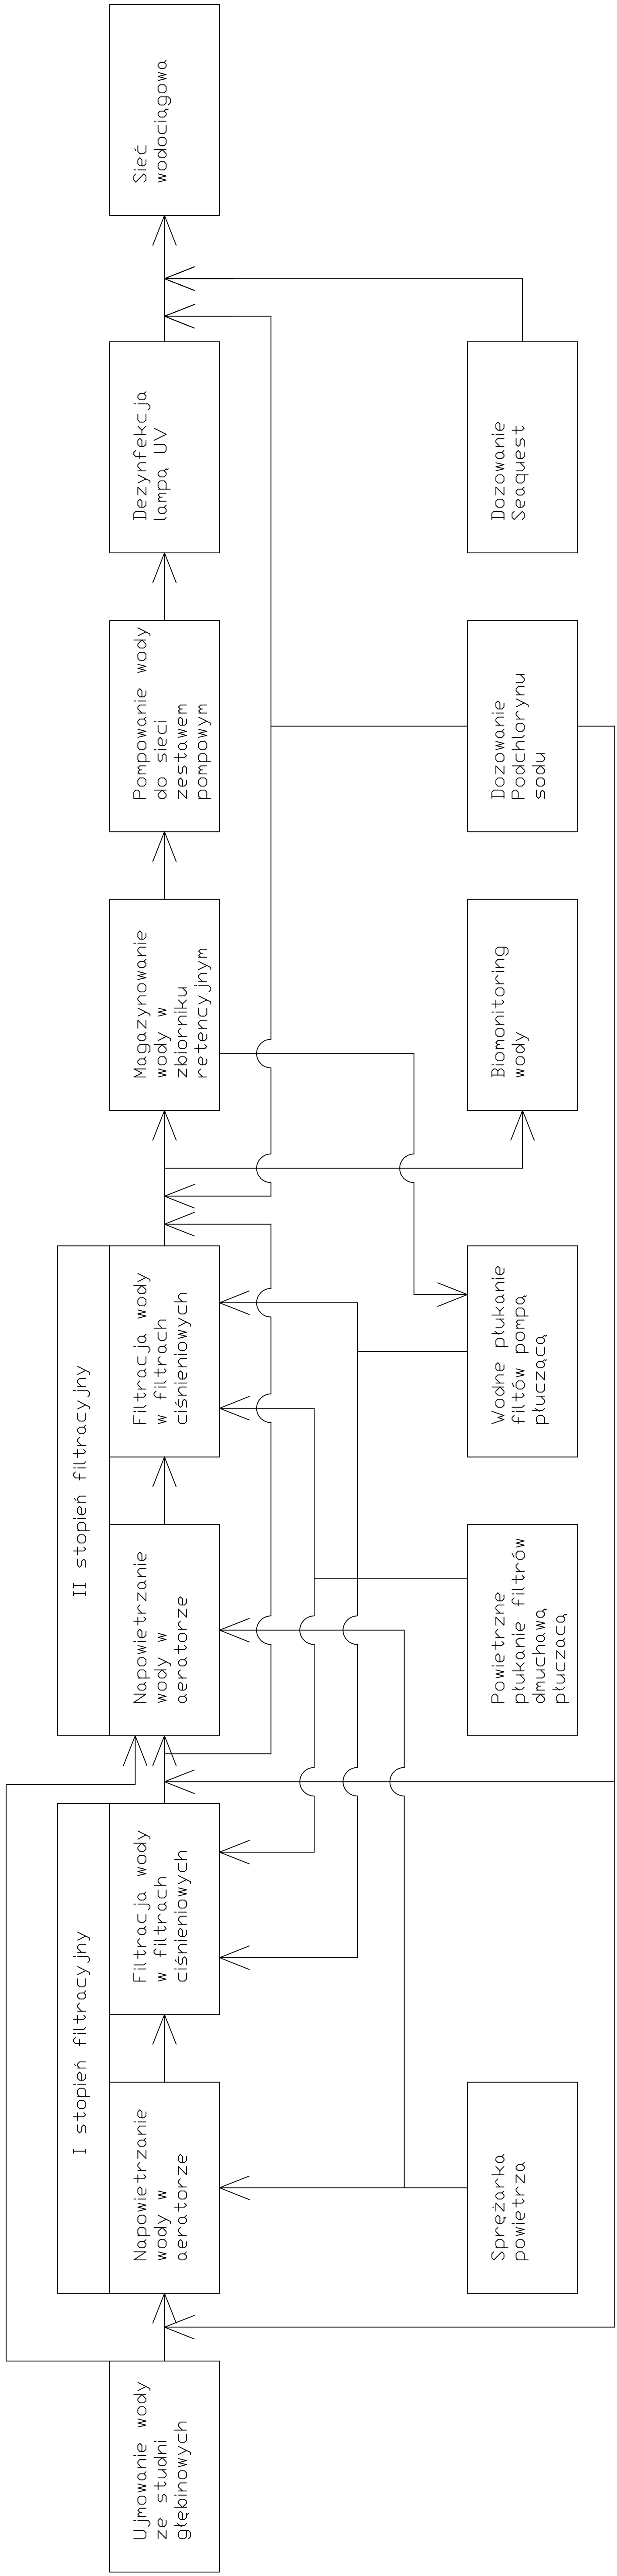 I stopień filtracyjny
II stopień filtracyjny
Ujmowanie wody
ze studni
głębinowych
Napowietrzanie
wody w
aeratorze
Filtracja wody
w filtrach
ciśnieniowych
Napowietrzanie
wody w
aeratorze
Filtracja wody
w filtrach
ciśnieniowych
Magazynowanie
wody w
zbiorniku
retencyjnym
Pompowanie wody
do sieci
zestawem
pompowym
Dezynfekcja
lampą UV
Sieć
wodociągowa
Sprężarka
powietrza
Powietrzne
płukanie filtrów
dmuchawą
płuczącą
Wodne płukanie
filtów pompą
płuczącą
Biomonitoring
wody
Dozowanie
Podchlorynu
sodu
Dozowanie
Seaquest